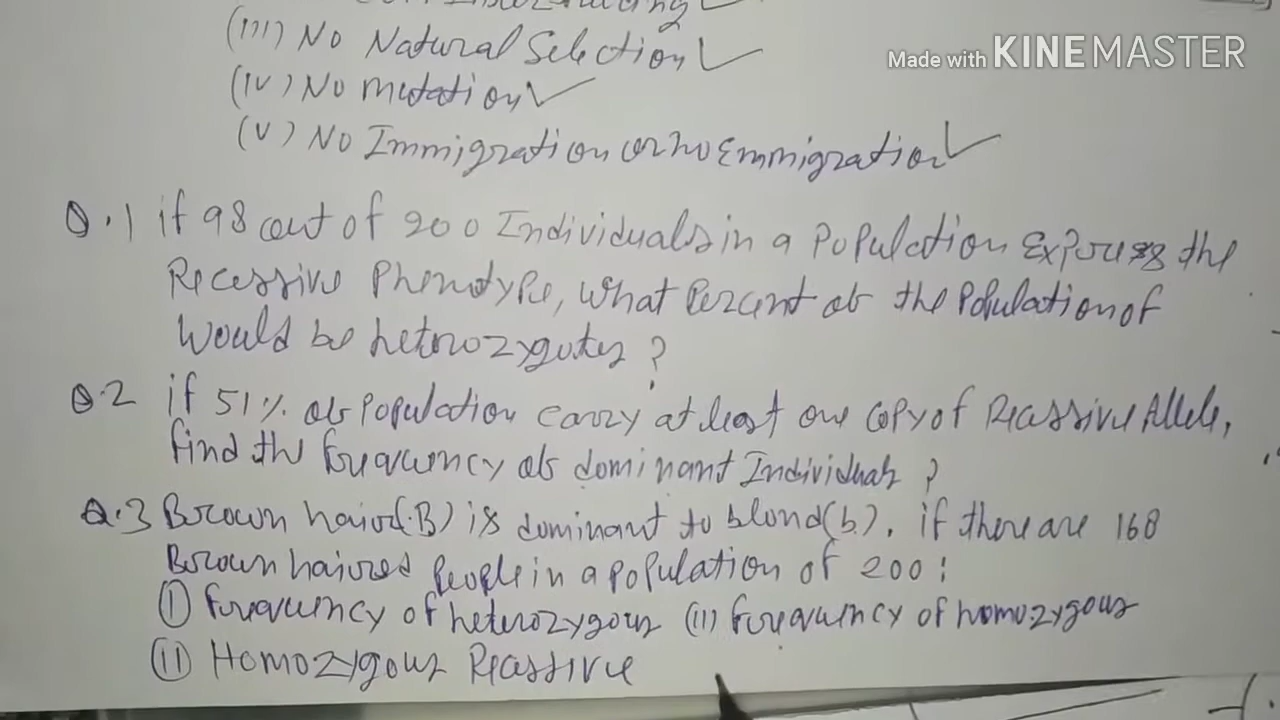 (III) No Natural Selection
Made with KINEMASTER
(IV) No mutation
(V) No Immigration or no Emmigration
Q.1 if 98 out of 200 Individuals in a Population Express the
Recessive Phenotype, What Percent of the Population of
Would be hetrozygotes ?
Q.2 if 51% of Population carry at least one copy of Recassive Allele,
find the frequency of dominant Individuals ?
Q.3 Brown hair(B) is dominant to blond(b). if there are 168
Brown haired People in a Population of 200:
(I) frequency of heterozygous (II) frequency of homozygous
(II) Homozygous Recassive